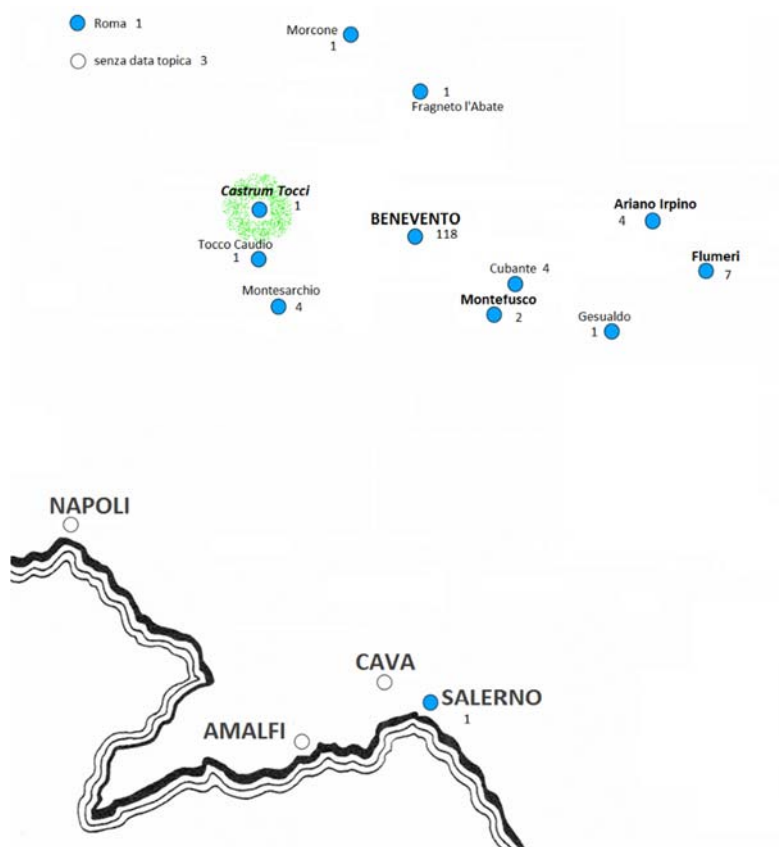 Roma 1
senza data topica 3
Morcone
1
1
Fragneto l'Abate
Castrum Tocci
1
Ariano Irpino
4
BENEVENTO
118
Tocco Caudio
1
Flumeri
7
Cubante 4
Montesarchio
4
Montefusco
2
Gesualdo
1
NAPOLI
CAVA
SALERNO
1
AMALFI